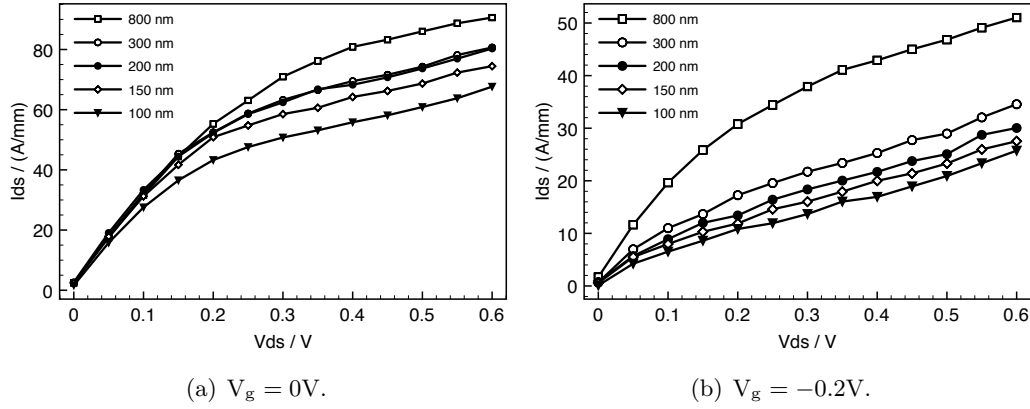 800 nm
300 nm
200 nm
150 nm
100 nm
Ids / (A/mm)
80
60
40
20
0
0 0.1 0.2 0.3 0.4 0.5 0.6
Vds / V
(a) Vg = 0V.
800 nm
300 nm
200 nm
150 nm
100 nm
Ids / (A/mm)
50
40
30
20
10
0
0 0.1 0.2 0.3 0.4 0.5 0.6
Vds / V
(b) Vg = −0.2V.